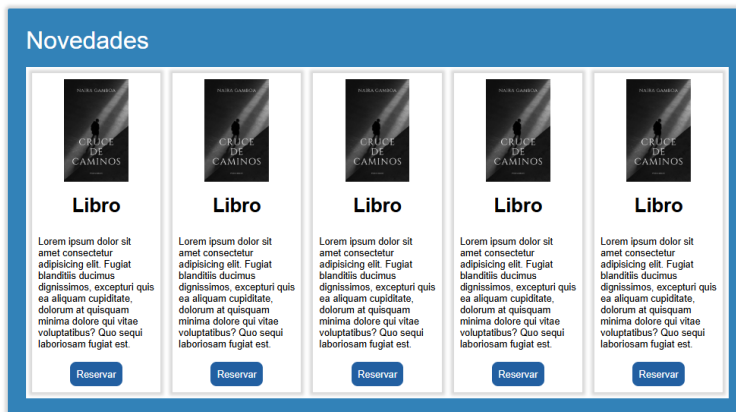 Novedades
NAÍRA GAMBOA
CRUCE
DE
CAMINOS
Libro
Lorem ipsum dolor sit
amet consectetur
adipisicing elit. Fugiat
blanditiis ducimus
dignissimos, excepturi quis
ea aliquam cupiditate,
dolorum at quisquam
minima dolore qui vitae
voluptatibus? Quo sequi
laboriosam fugiat est.
Reservar
NAÍRA GAMBOA
CRUCE
DE
CAMINOS
Libro
Lorem ipsum dolor sit
amet consectetur
adipisicing elit. Fugiat
blanditiis ducimus
dignissimos, excepturi quis
ea aliquam cupiditate,
dolorum at quisquam
minima dolore qui vitae
voluptatibus? Quo sequi
laboriosam fugiat est.
Reservar
NAÍRA GAMBOA
CRUCE
DE
CAMINOS
Libro
Lorem ipsum dolor sit
amet consectetur
adipisicing elit. Fugiat
blanditiis ducimus
dignissimos, excepturi quis
ea aliquam cupiditate,
dolorum at quisquam
minima dolore qui vitae
voluptatibus? Quo sequi
laboriosam fugiat est.
Reservar
NAÍRA GAMBOA
CRUCE
DE
CAMINOS
Libro
Lorem ipsum dolor sit
amet consectetur
adipisicing elit. Fugiat
blanditiis ducimus
dignissimos, excepturi quis
ea aliquam cupiditate,
dolorum at quisquam
minima dolore qui vitae
voluptatibus? Quo sequi
laboriosam fugiat est.
Reservar
NAÍRA GAMBOA
CRUCE
DE
CAMINOS
Libro
Lorem ipsum dolor sit
amet consectetur
adipisicing elit. Fugiat
blanditiis ducimus
dignissimos, excepturi quis
ea aliquam cupiditate,
dolorum at quisquam
minima dolore qui vitae
voluptatibus? Quo sequi
laboriosam fugiat est.
Reservar